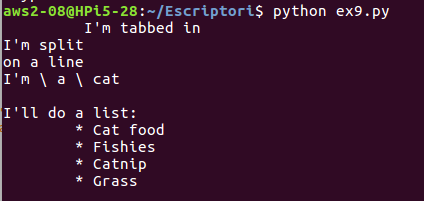 aws2-08@HPi5-28:~/Escriptori$ python ex9.py
	I'm tabbed in
I'm split
on a line
I'm \ a \ cat

I'll do a list:
	* Cat food
	* Fishies
	* Catnip
	* Grass